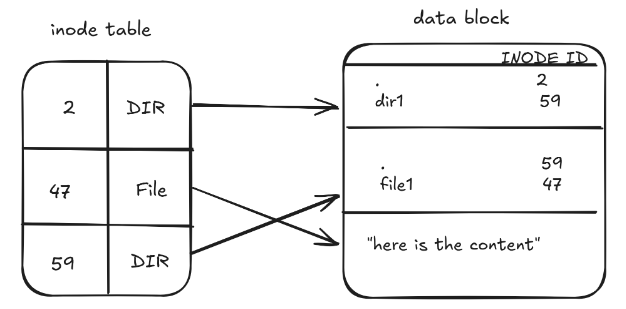 inode table
data block
2 DIR
47 File
59 DIR
INODE ID
. 2
dir1 59
. 59
file1 47
"here is the content"